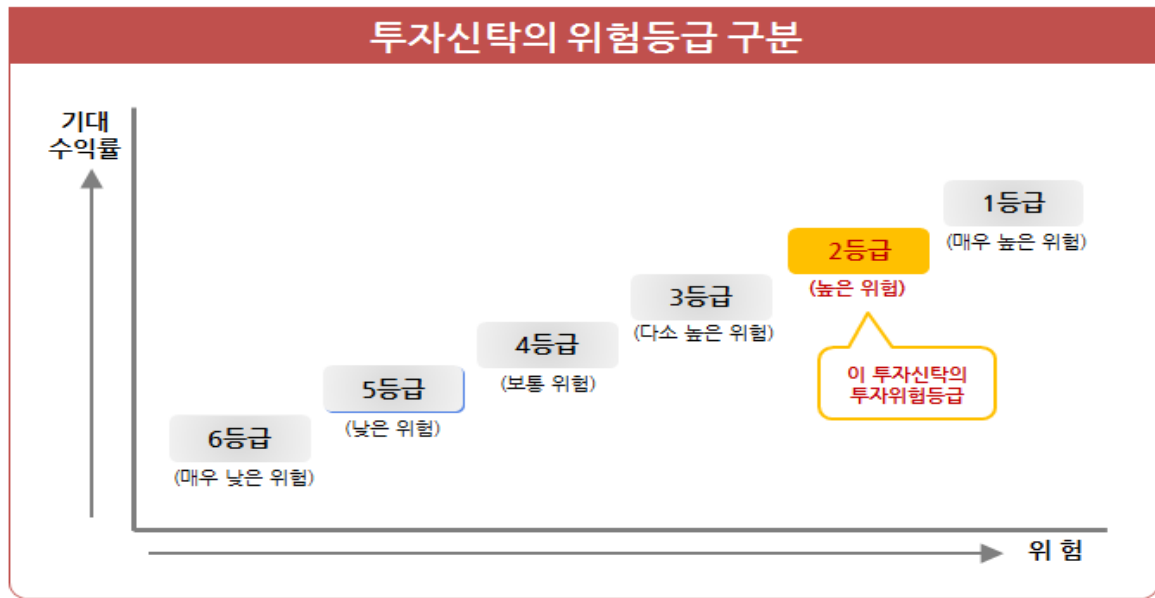 투자신탁의 위험등급 구분
기대
수익률
1등급
(매우 높은 위험)
2등급
(높은 위험)
3등급
(다소 높은 위험)
4등급
(보통 위험)
5등급
(낮은 위험)
6등급
(매우 낮은 위험)
이 투자신탁의
투자위험등급
위 험